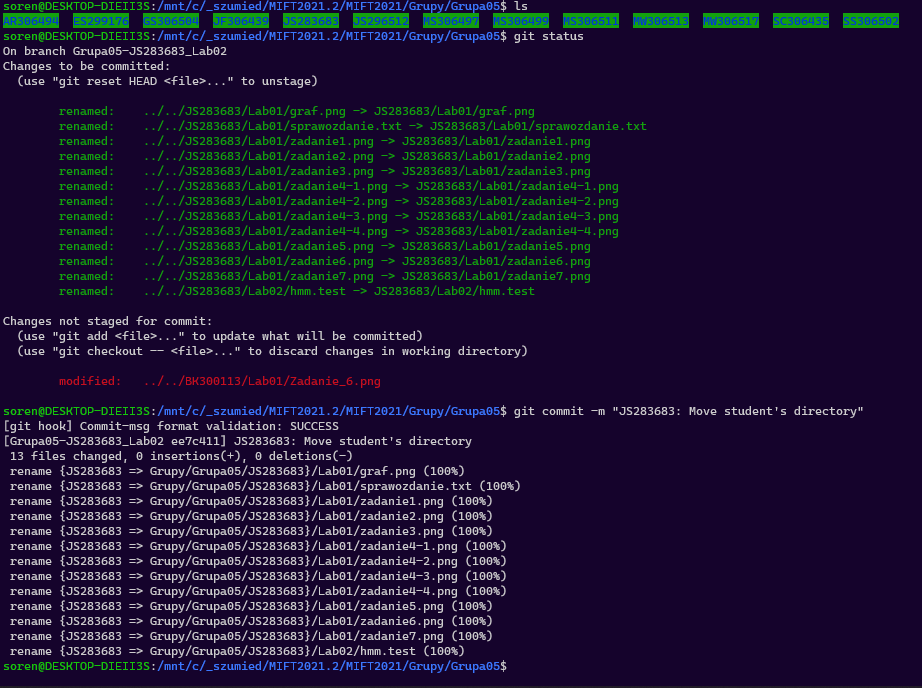 soren@DESKTOP-DIEII3S:/mnt/c/_szumied/MIFT2021.2/MIFT2021/Grupy/Grupa05$ ls
AR306494 ES299176 GS306504 JF306439 JS283683 JS296512 MS306497 MS306499 MS306511 MW306513 MW306517 SC306435 SS306502
soren@DESKTOP-DIEII3S:/mnt/c/_szumied/MIFT2021.2/MIFT2021/Grupy/Grupa05$ git status
On branch Grupa05-JS283683_Lab02
Changes to be committed:
  (use "git reset HEAD <file>..." to unstage)
        renamed:    ../../JS283683/Lab01/graf.png -> JS283683/Lab01/graf.png
        renamed:    ../../JS283683/Lab01/sprawozdanie.txt -> JS283683/Lab01/sprawozdanie.txt
        renamed:    ../../JS283683/Lab01/zadanie1.png -> JS283683/Lab01/zadanie1.png
        renamed:    ../../JS283683/Lab01/zadanie2.png -> JS283683/Lab01/zadanie2.png
        renamed:    ../../JS283683/Lab01/zadanie3.png -> JS283683/Lab01/zadanie3.png
        renamed:    ../../JS283683/Lab01/zadanie4-1.png -> JS283683/Lab01/zadanie4-1.png
        renamed:    ../../JS283683/Lab01/zadanie4-2.png -> JS283683/Lab01/zadanie4-2.png
        renamed:    ../../JS283683/Lab01/zadanie4-3.png -> JS283683/Lab01/zadanie4-3.png
        renamed:    ../../JS283683/Lab01/zadanie4-4.png -> JS283683/Lab01/zadanie4-4.png
        renamed:    ../../JS283683/Lab01/zadanie5.png -> JS283683/Lab01/zadanie5.png
        renamed:    ../../JS283683/Lab01/zadanie6.png -> JS283683/Lab01/zadanie6.png
        renamed:    ../../JS283683/Lab01/zadanie7.png -> JS283683/Lab01/zadanie7.png
        renamed:    ../../JS283683/Lab02/hmm.test -> JS283683/Lab02/hmm.test
Changes not staged for commit:
  (use "git add <file>..." to update what will be committed)
  (use "git checkout -- <file>..." to discard changes in working directory)
        modified:   ../../BK300113/Lab01/Zadanie_6.png
soren@DESKTOP-DIEII3S:/mnt/c/_szumied/MIFT2021.2/MIFT2021/Grupy/Grupa05$ git commit -m "JS283683: Move student's directory"
[git hook] Commit-msg format validation: SUCCESS
[Grupa05-JS283683_Lab02 ee7c411] JS283683: Move student's directory
 13 files changed, 0 insertions(+), 0 deletions(-)
 rename {JS283683 => Grupy/Grupa05/JS283683}/Lab01/graf.png (100%)
 rename {JS283683 => Grupy/Grupa05/JS283683}/Lab01/sprawozdanie.txt (100%)
 rename {JS283683 => Grupy/Grupa05/JS283683}/Lab01/zadanie1.png (100%)
 rename {JS283683 => Grupy/Grupa05/JS283683}/Lab01/zadanie2.png (100%)
 rename {JS283683 => Grupy/Grupa05/JS283683}/Lab01/zadanie3.png (100%)
 rename {JS283683 => Grupy/Grupa05/JS283683}/Lab01/zadanie4-1.png (100%)
 rename {JS283683 => Grupy/Grupa05/JS283683}/Lab01/zadanie4-2.png (100%)
 rename {JS283683 => Grupy/Grupa05/JS283683}/Lab01/zadanie4-3.png (100%)
 rename {JS283683 => Grupy/Grupa05/JS283683}/Lab01/zadanie4-4.png (100%)
 rename {JS283683 => Grupy/Grupa05/JS283683}/Lab01/zadanie5.png (100%)
 rename {JS283683 => Grupy/Grupa05/JS283683}/Lab01/zadanie6.png (100%)
 rename {JS283683 => Grupy/Grupa05/JS283683}/Lab01/zadanie7.png (100%)
 rename {JS283683 => Grupy/Grupa05/JS283683}/Lab02/hmm.test (100%)
soren@DESKTOP-DIEII3S:/mnt/c/_szumied/MIFT2021.2/MIFT2021/Grupy/Grupa05$